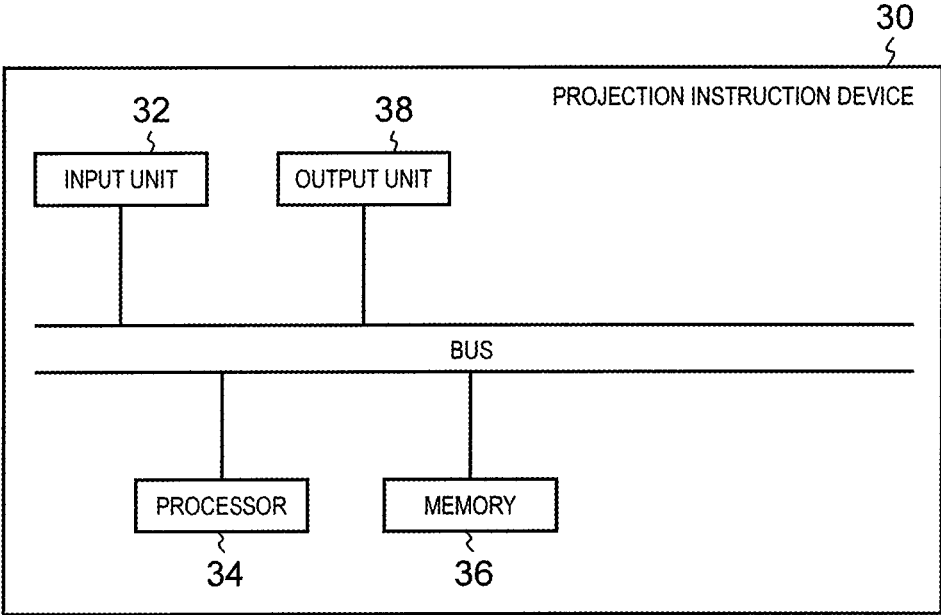 30
PROJECTION INSTRUCTION DEVICE
32
38
INPUT UNIT
OUTPUT UNIT
BUS
PROCESSOR
MEMORY
34
36